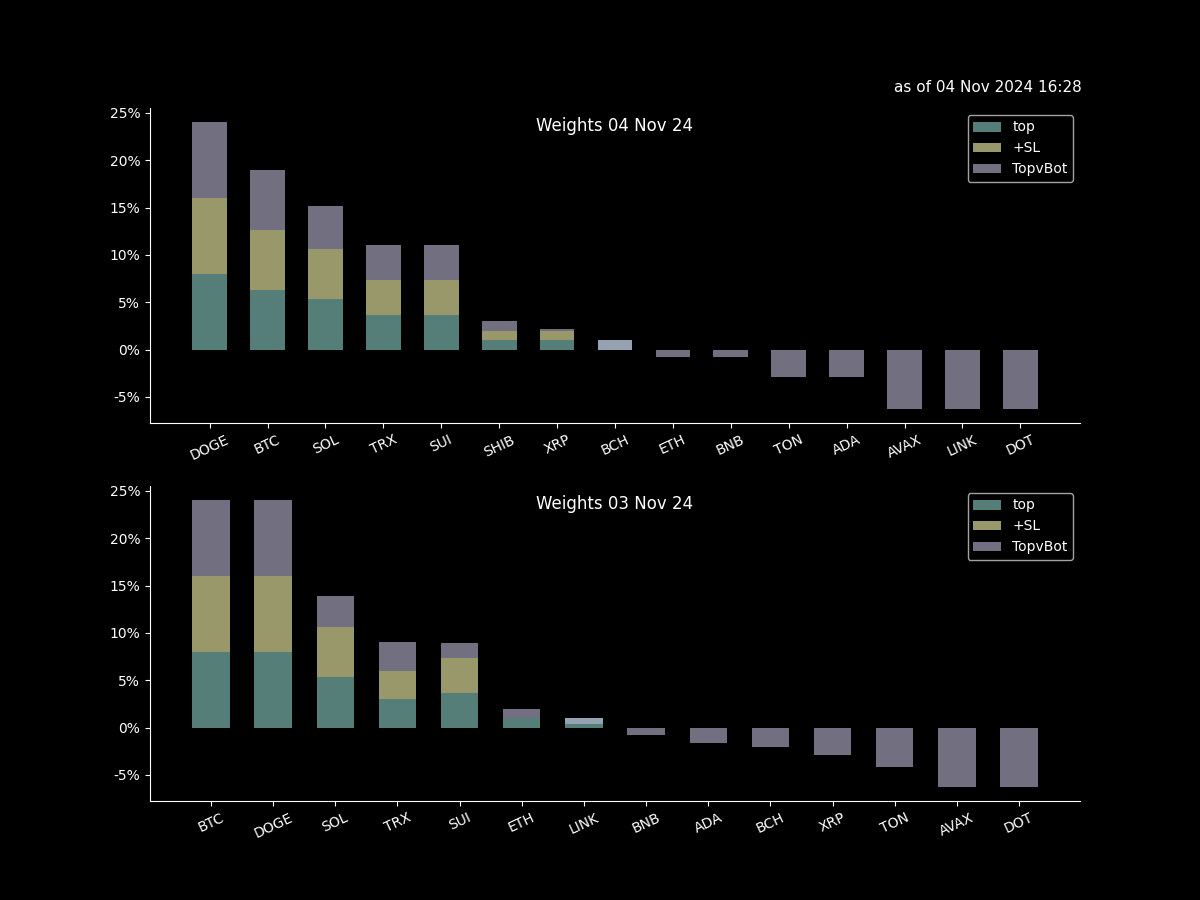 as of 04 Nov 2024 16:28
Weights 04 Nov 24
25%
20%
15%
10%
5%
0%
-5%
top
+SL
TopvBot
DOGE BTC SOL TRX SUI SHIB XRP BCH ETH BNB TON ADA AVAX LINK DOT
Weights 03 Nov 24
25%
20%
15%
10%
5%
0%
-5%
top
+SL
TopvBot
BTC DOGE SOL TRX SUI ETH LINK BNB ADA BCH XRP TON AVAX DOT